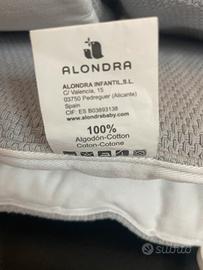 ALONDRA
ALONDRA INFANTIL,S.L.
C/ Valencia, 15
03750 Pedreguer (Alicante)
Spain
CIF: ES B03893138
www.alondrababy.com
100%
Algodón-Cotton
Coton-Cotone
subito